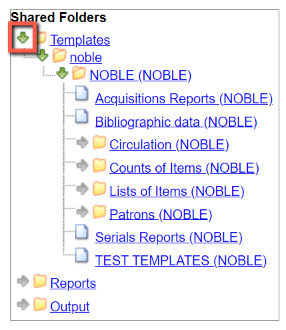 Shared Folders
Templates
noble
NOBLE (NOBLE)
Acquisitions Reports (NOBLE)
Bibliographic data (NOBLE)
Circulation (NOBLE)
Counts of Items (NOBLE)
Lists of Items (NOBLE)
Patrons (NOBLE)
Serials Reports (NOBLE)
TEST TEMPLATES (NOBLE)
Reports
Output